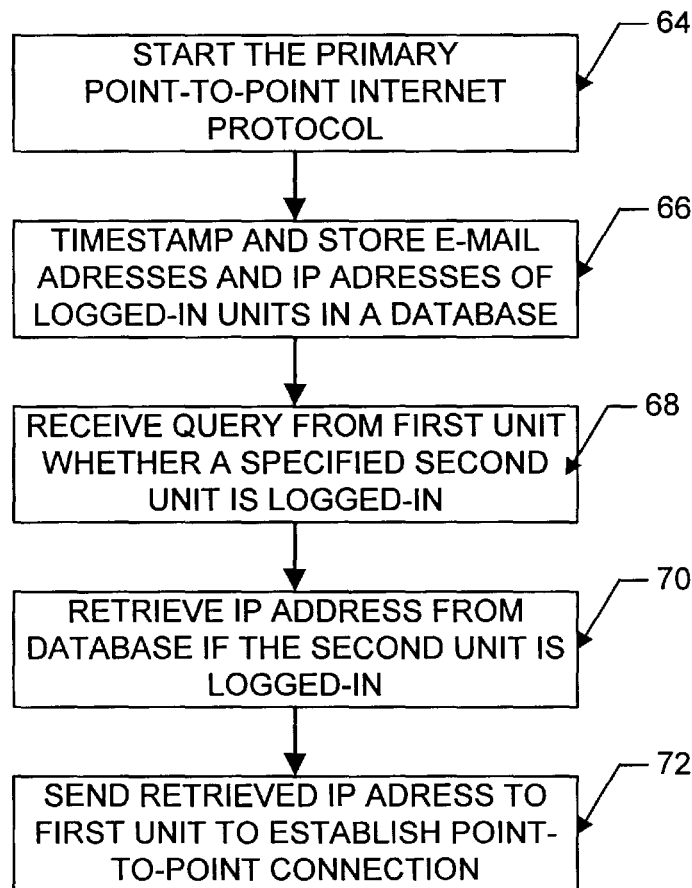 64
START THE PRIMARY
POINT-TO-POINT INTERNET
PROTOCOL
66
TIMESTAMP AND STORE E-MAIL
ADRESSES AND IP ADRESSES OF
LOGGED-IN UNITS IN A DATABASE
68
RECEIVE QUERY FROM FIRST UNIT
WHETHER A SPECIFIED SECOND
UNIT IS LOGGED-IN
70
RETRIEVE IP ADDRESS FROM
DATABASE IF THE SECOND UNIT IS
LOGGED-IN
72
SEND RETRIEVED IP ADRESS TO
FIRST UNIT TO ESTABLISH POINT-
TO-POINT CONNECTION